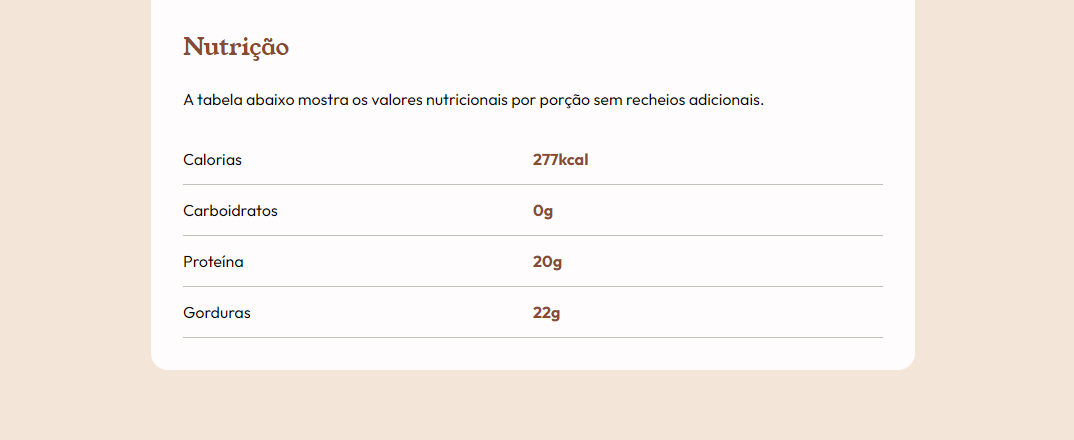 Nutrição
A tabela abaixo mostra os valores nutricionais por porção sem recheios adicionais.
Calorias 277kcal
Carboidratos 0g
Proteína 20g
Gorduras 22g